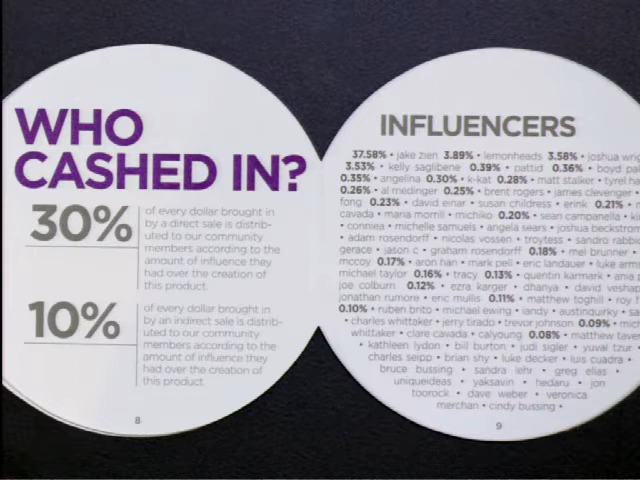 WHO
CASHED IN?
30%
of every dollar brought in
by a direct sale is distrib-
uted to our community
members according to the
amount of influence they
had over the creation of
this product.
10%
of every dollar brought in
by an indirect sale is distrib-
uted to our community
members according to the
amount of influence they
had over the creation of
this product.
8
INFLUENCERS
37.58% • jake zien 3.89% • lemonheads 3.58% • joshua wrig
3.53% • kelly saglibene 0.39% • pattid 0.36% • boyd pa
0.35% • angelina 0.30% • k-kat 0.28% • matt stalker • tyrel h
0.26% • al medinger 0.25% • brent rogers • james clevenger
fong 0.23% • david einar • susan childress • erink 0.21% •
cavada • maria morrill • michiko 0.20% • sean campanella •
• conniea • michelle samuels • angela sears • joshua beckstrom
• adam rosendorff • nicolas vossen • troytess • sandro rabb
gerace • jason c • graham rosendorff 0.18% • mel brunner •
mccoy 0.17% • aron han • mark pell • eric landauer • luke arm
michael taylor 0.16% • tracy 0.13% • quentin karmark • ania
joe colburn 0.12% • ezra karger • dhanya • david vesha
jonathan rumore • eric mullis 0.11% • matthew toghill • roy
0.10% • ruben brito • michael ewing • landy • austinquirky • sa
• charles whittaker • jerry tirado • trevor johnson 0.09% • mic
whittaker • clare cavada • calyoung 0.08% • matthew tave
• kathleen lydon • bill burton • judi sigler • yuval tzur •
charles seipp • brian shy • luke decker • luis cuadra •
bruce bussing • sandra lehr • greg elias •
uniqueideas • yaksavin • hedaru • jon
toorock • dave weber • veronica
merchan • cindy bussing •
9